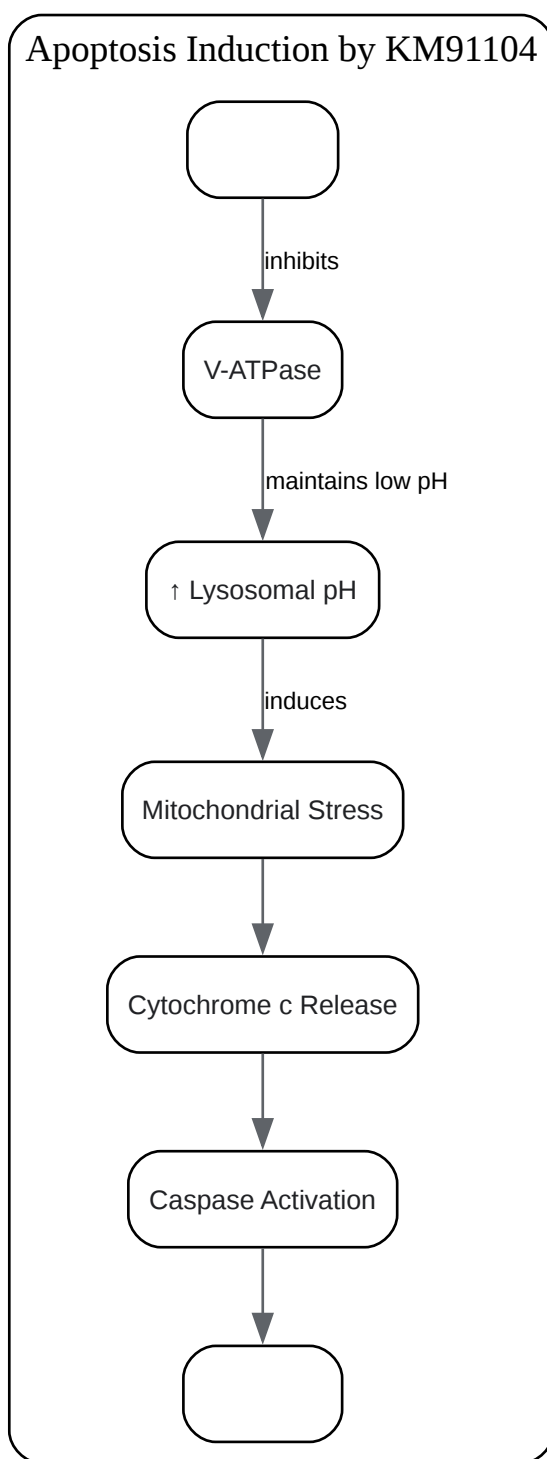 Apoptosis Induction by KM91104
inhibits
V-ATPase
maintains low pH
↑ Lysosomal pH
induces
Mitochondrial Stress
Cytochrome c Release
Caspase Activation